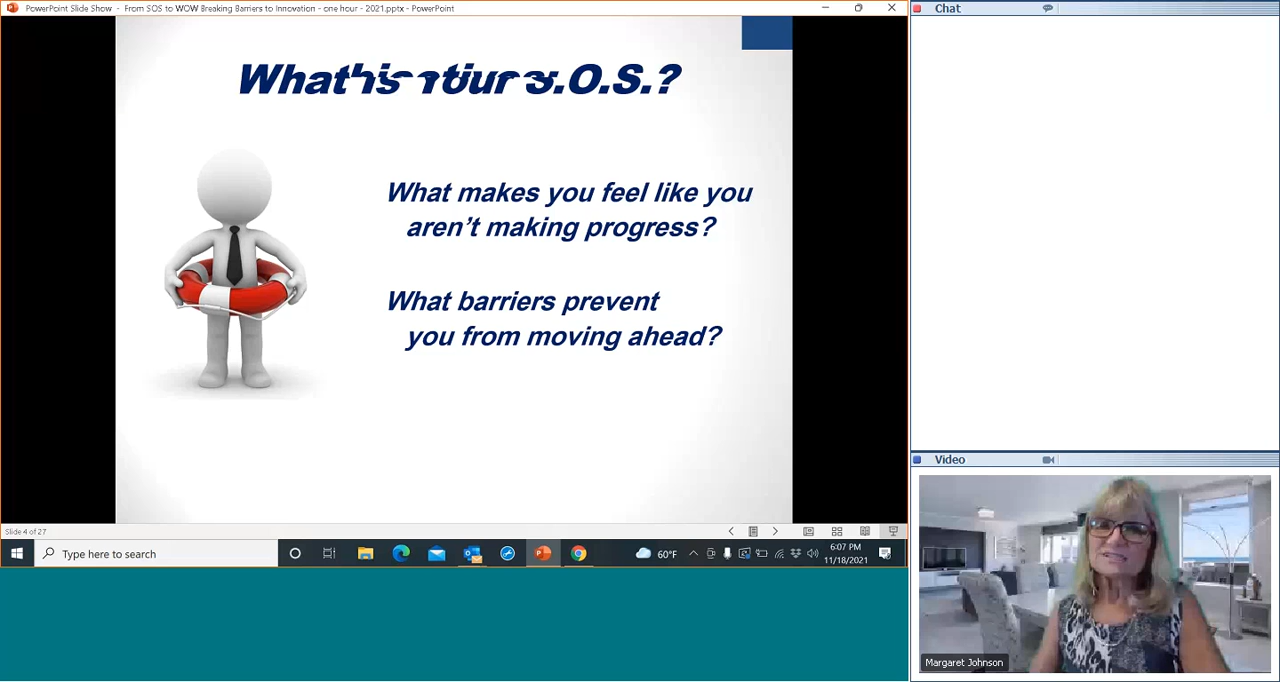 PowerPoint Slide Show - From SOS to WOW Breaking Barriers to Innovation - one hour - 2021.pptx - PowerPoint
Chat
S.O.S.?
What makes you feel like you
aren't making progress?
What barriers prevent
you from moving ahead?
Slide 4 of 27
Type here to search
60°F
6:07 PM
11/18/2021
Video
Margaret Johnson